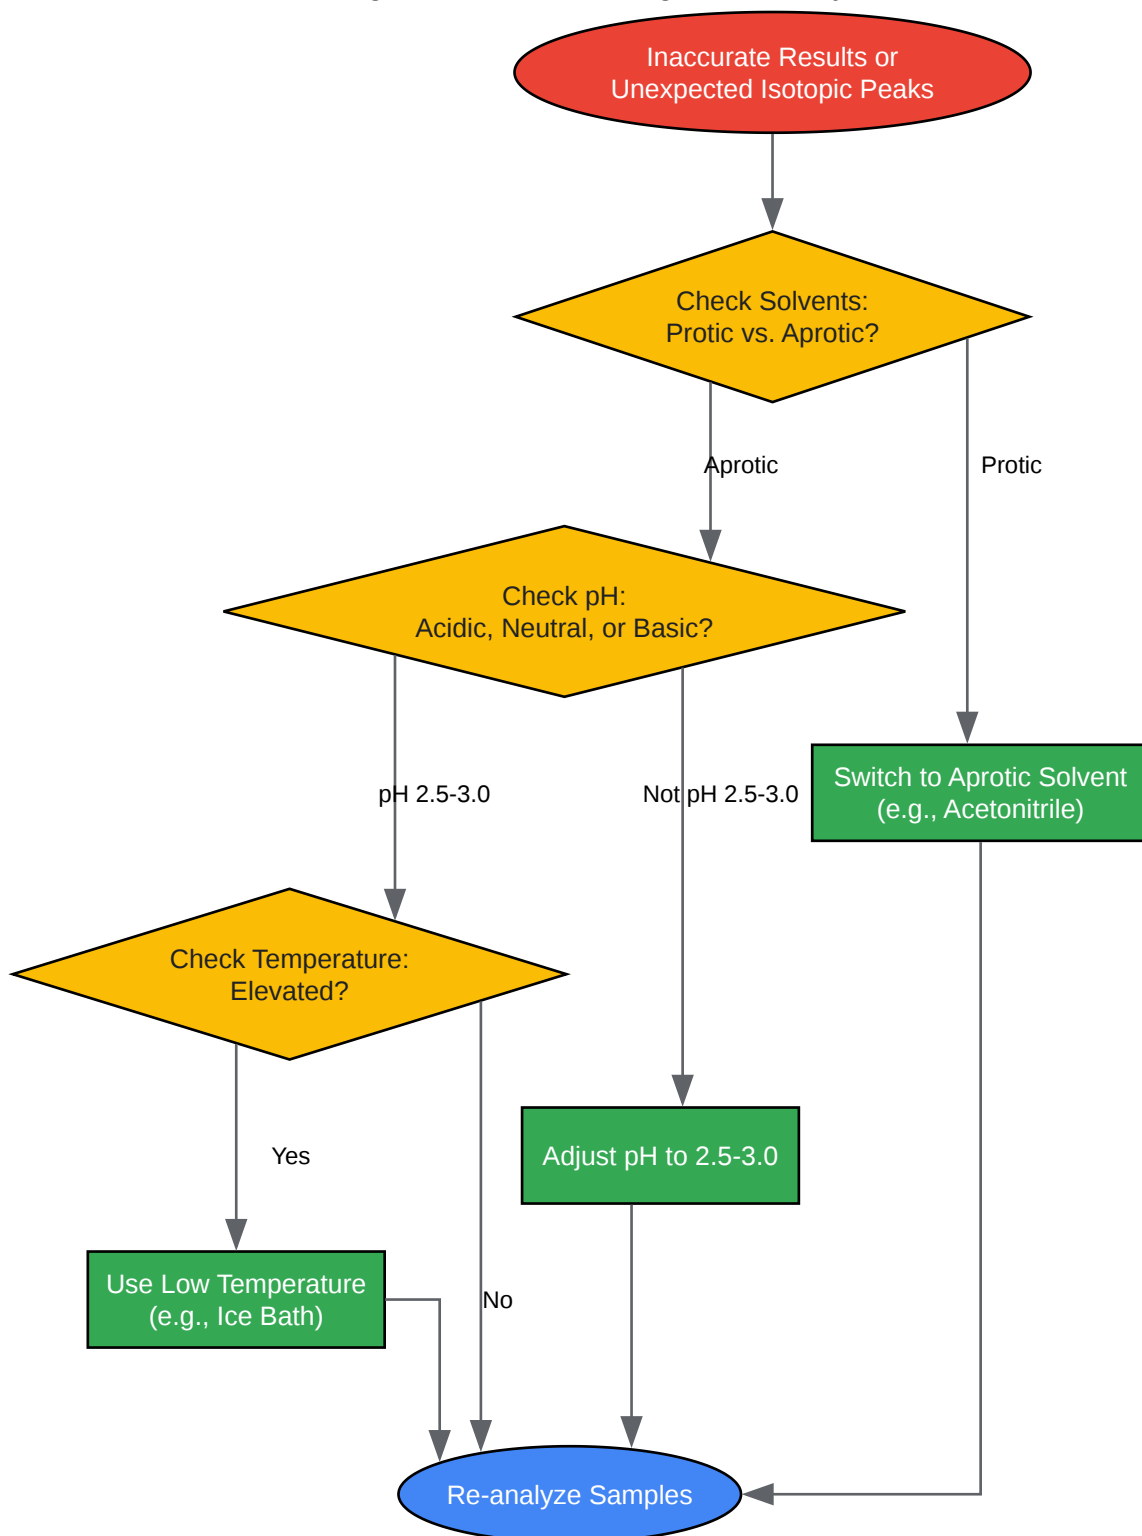 Inaccurate Results or
Unexpected Isotopic Peaks
Check Solvents:
Protic vs. Aprotic?
Aprotic
Protic
Check pH:
Acidic, Neutral, or Basic?
pH 2.5-3.0
Not pH 2.5-3.0
Switch to Aprotic Solvent
(e.g., Acetonitrile)
Check Temperature:
Elevated?
Yes
Adjust pH to 2.5-3.0
Use Low Temperature
(e.g., Ice Bath)
No
Re-analyze Samples